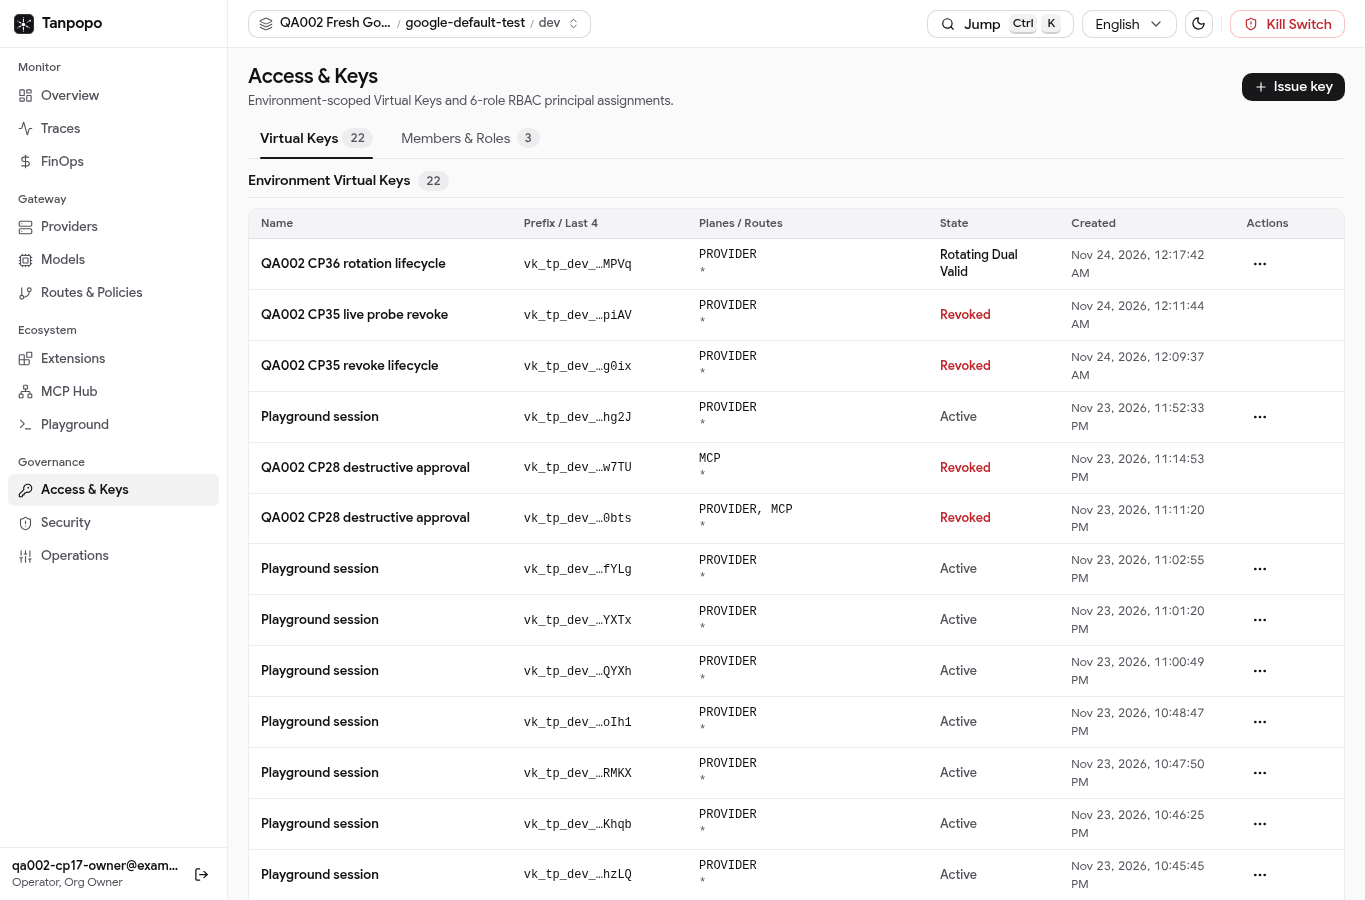 Tanpopo
QA002 Fresh Go... / google-default-test / dev
Jump Ctrl K
English
Kill Switch
Monitor
Overview
Traces
FinOps
Gateway
Providers
Models
Routes & Policies
Ecosystem
Extensions
MCP Hub
Playground
Governance
Access & Keys
Security
Operations
qa002-cp17-owner@exam...
Operator, Org Owner
Access & Keys
Environment-scoped Virtual Keys and 6-role RBAC principal assignments.
+ Issue key
Virtual Keys 22 Members & Roles 3
Environment Virtual Keys 22
Name Prefix / Last 4 Planes / Routes State Created Actions
QA002 CP36 rotation lifecycle vk_tp_dev_…MPVq PROVIDER * Rotating Dual Valid Nov 24, 2026, 12:17:42 AM ...
QA002 CP35 live probe revoke vk_tp_dev_…piAV PROVIDER * Revoked Nov 24, 2026, 12:11:44 AM
QA002 CP35 revoke lifecycle vk_tp_dev_…g0ix PROVIDER * Revoked Nov 24, 2026, 12:09:37 AM
Playground session vk_tp_dev_…hg2J PROVIDER * Active Nov 23, 2026, 11:52:33 PM ...
QA002 CP28 destructive approval vk_tp_dev_…w7TU MCP * Revoked Nov 23, 2026, 11:14:53 PM
QA002 CP28 destructive approval vk_tp_dev_…0bts PROVIDER, MCP * Revoked Nov 23, 2026, 11:11:20 PM
Playground session vk_tp_dev_…fYLg PROVIDER * Active Nov 23, 2026, 11:02:55 PM ...
Playground session vk_tp_dev_…YXTx PROVIDER * Active Nov 23, 2026, 11:01:20 PM ...
Playground session vk_tp_dev_…QYXh PROVIDER * Active Nov 23, 2026, 11:00:49 PM ...
Playground session vk_tp_dev_…oIh1 PROVIDER * Active Nov 23, 2026, 10:48:47 PM ...
Playground session vk_tp_dev_…RMKX PROVIDER * Active Nov 23, 2026, 10:47:50 PM ...
Playground session vk_tp_dev_…Khqb PROVIDER * Active Nov 23, 2026, 10:46:25 PM ...
Playground session vk_tp_dev_…hzLQ PROVIDER * Active Nov 23, 2026, 10:45:45 PM ...